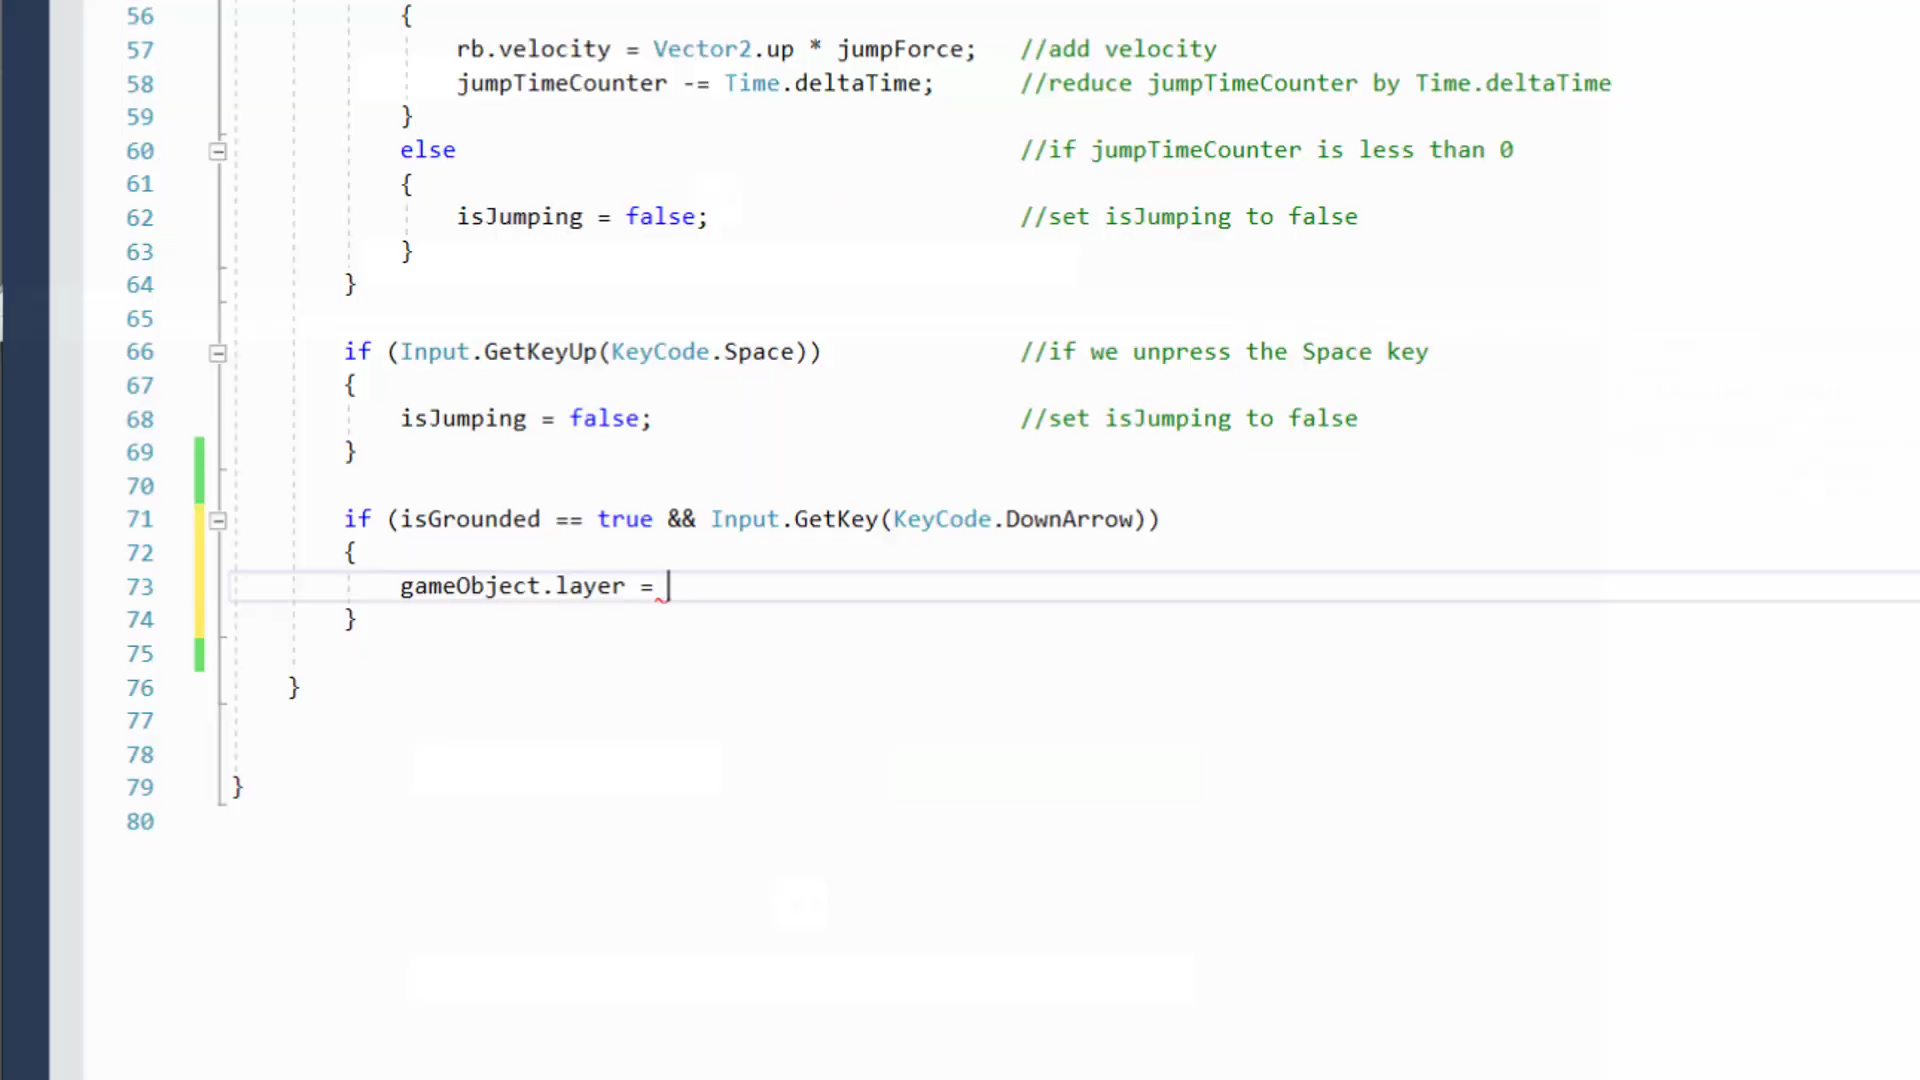 56 {
57 rb.velocity = Vector2.up * jumpForce; //add velocity
58 jumpTimeCounter -= Time.deltaTime; //reduce jumpTimeCounter by Time.deltaTime
59 }
60 else //if jumpTimeCounter is less than 0
61 {
62 isJumping = false; //set isJumping to false
63 }
64 }
65
66 if (Input.GetKeyUp(KeyCode.Space)) //if we unpress the Space key
67 {
68 isJumping = false; //set isJumping to false
69 }
70
71 if (isGrounded == true && Input.GetKey(KeyCode.DownArrow))
72 {
73 gameObject.layer =
74 }
75
76 }
77
78
79 }
80